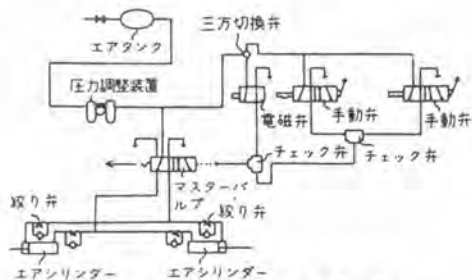 エアタンク
三方切換弁
圧力調整装置
電磁弁
手動弁
手動弁
チェック弁
チェック弁
マスターバ
ルブ
絞り弁
絞り弁
エアシリンダー
エアシリンダー